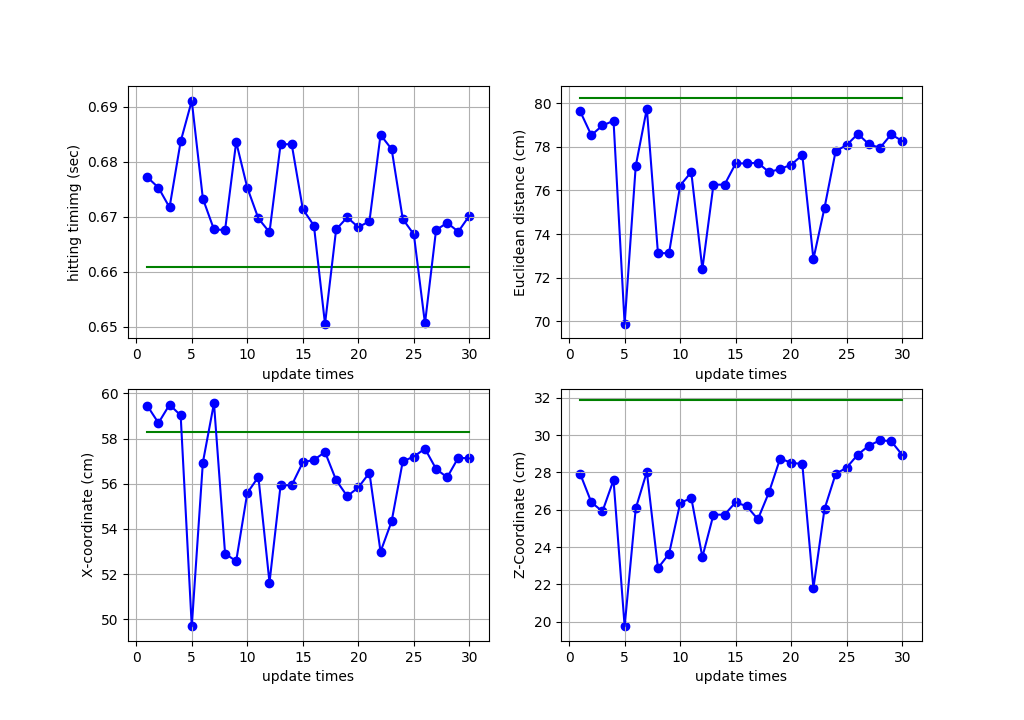 0.69
0.68
0.67
0.66
0.65
hitting timimg (sec)
0 5 10 15 20 25 30
update times
80
78
76
74
72
70
Euclidean distance (cm)
0 5 10 15 20 25 30
update times
60
58
56
54
52
50
X-coordinate (cm)
0 5 10 15 20 25 30
update times
32
30
28
26
24
22
20
Z-Coordinate (cm)
0 5 10 15 20 25 30
update times